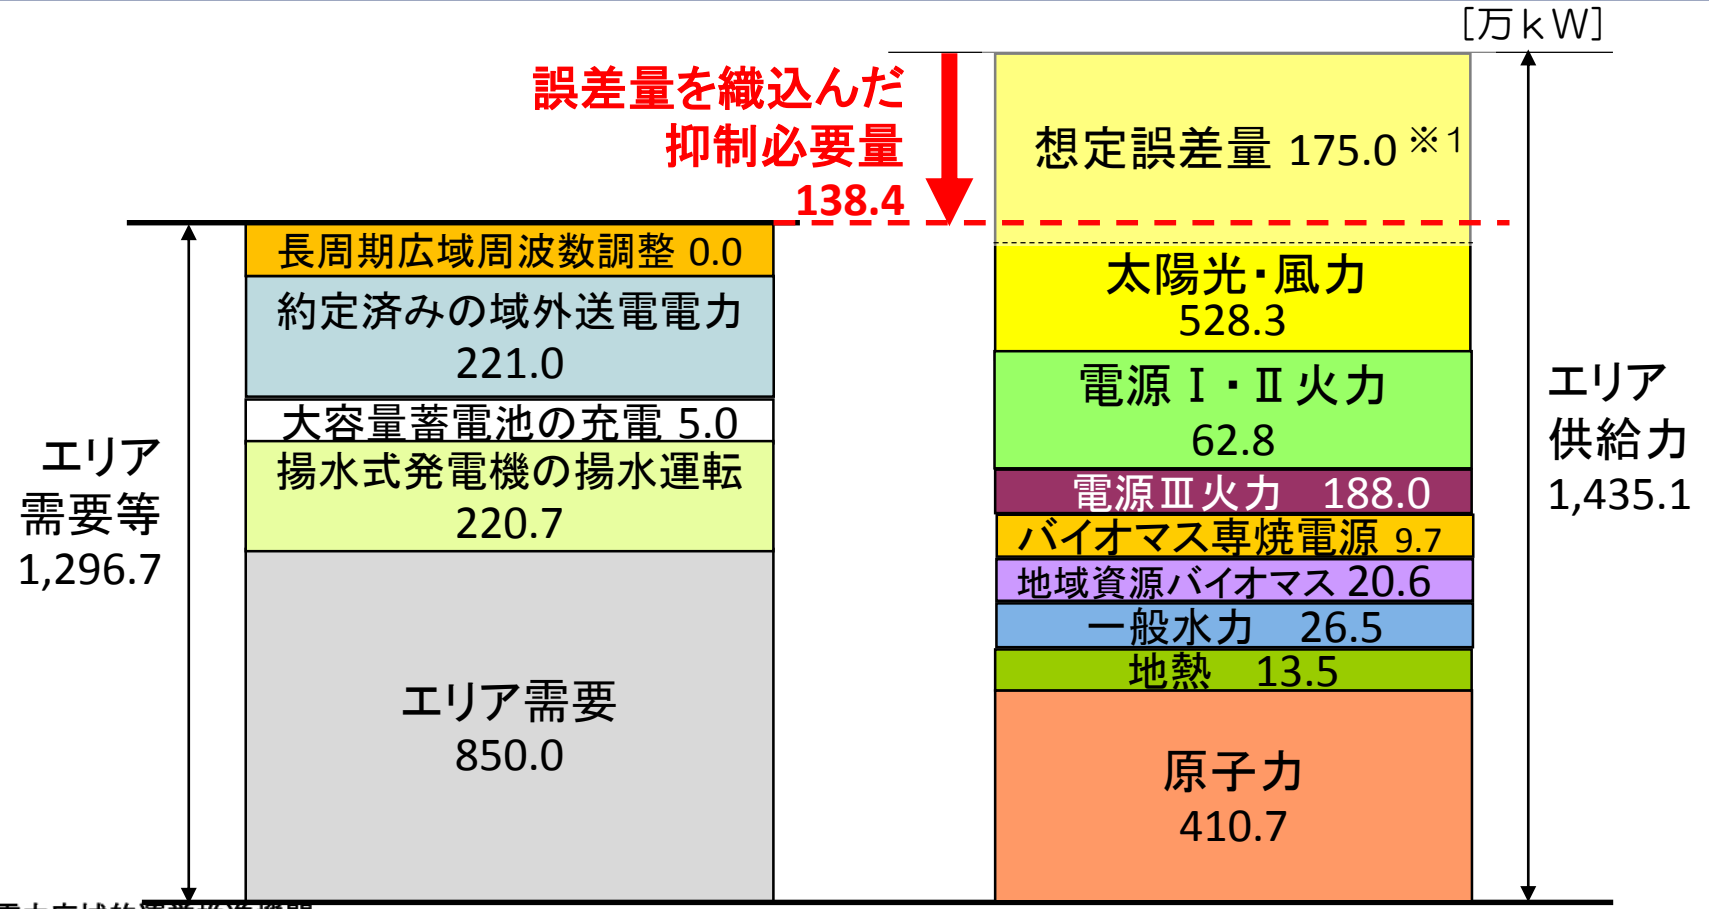 [万kW]
誤差量を織込んだ
抑制必要量
138.4
想定誤差量 175.0 ※1
長周期広域周波数調整 0.0
約定済みの域外送電電力
221.0
大容量蓄電池の充電 5.0
揚水式発電機の揚水運転
220.7
エリア需要
850.0
エリア
需要等
1,296.7
太陽光・風力
528.3
電源Ⅰ・Ⅱ火力
62.8
電源Ⅲ火力 188.0
バイオマス専焼電源 9.7
地域資源バイオマス 20.6
一般水力 26.5
地熱 13.5
原子力
410.7
エリア
供給力
1,435.1